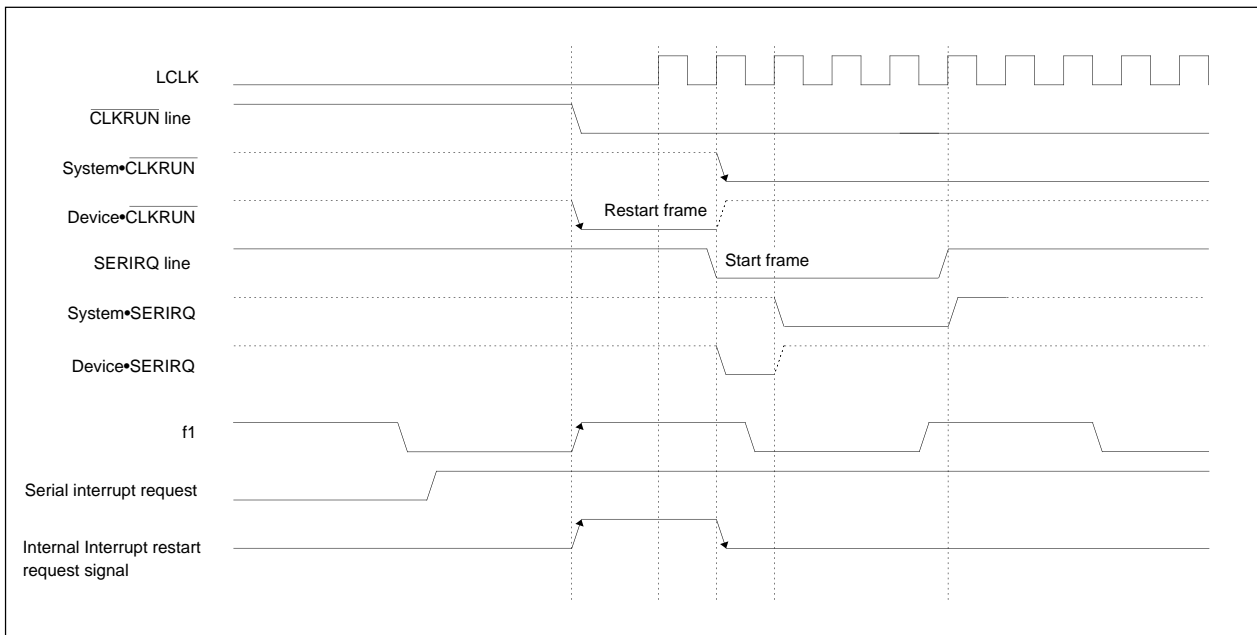 LCLK
CLKRUN line
System•CLKRUN
Device•CLKRUN
Restart frame
SERIRQ line
Start frame
System•SERIRQ
Device•SERIRQ
f1
Serial interrupt request
Internal Interrupt restart
request signal